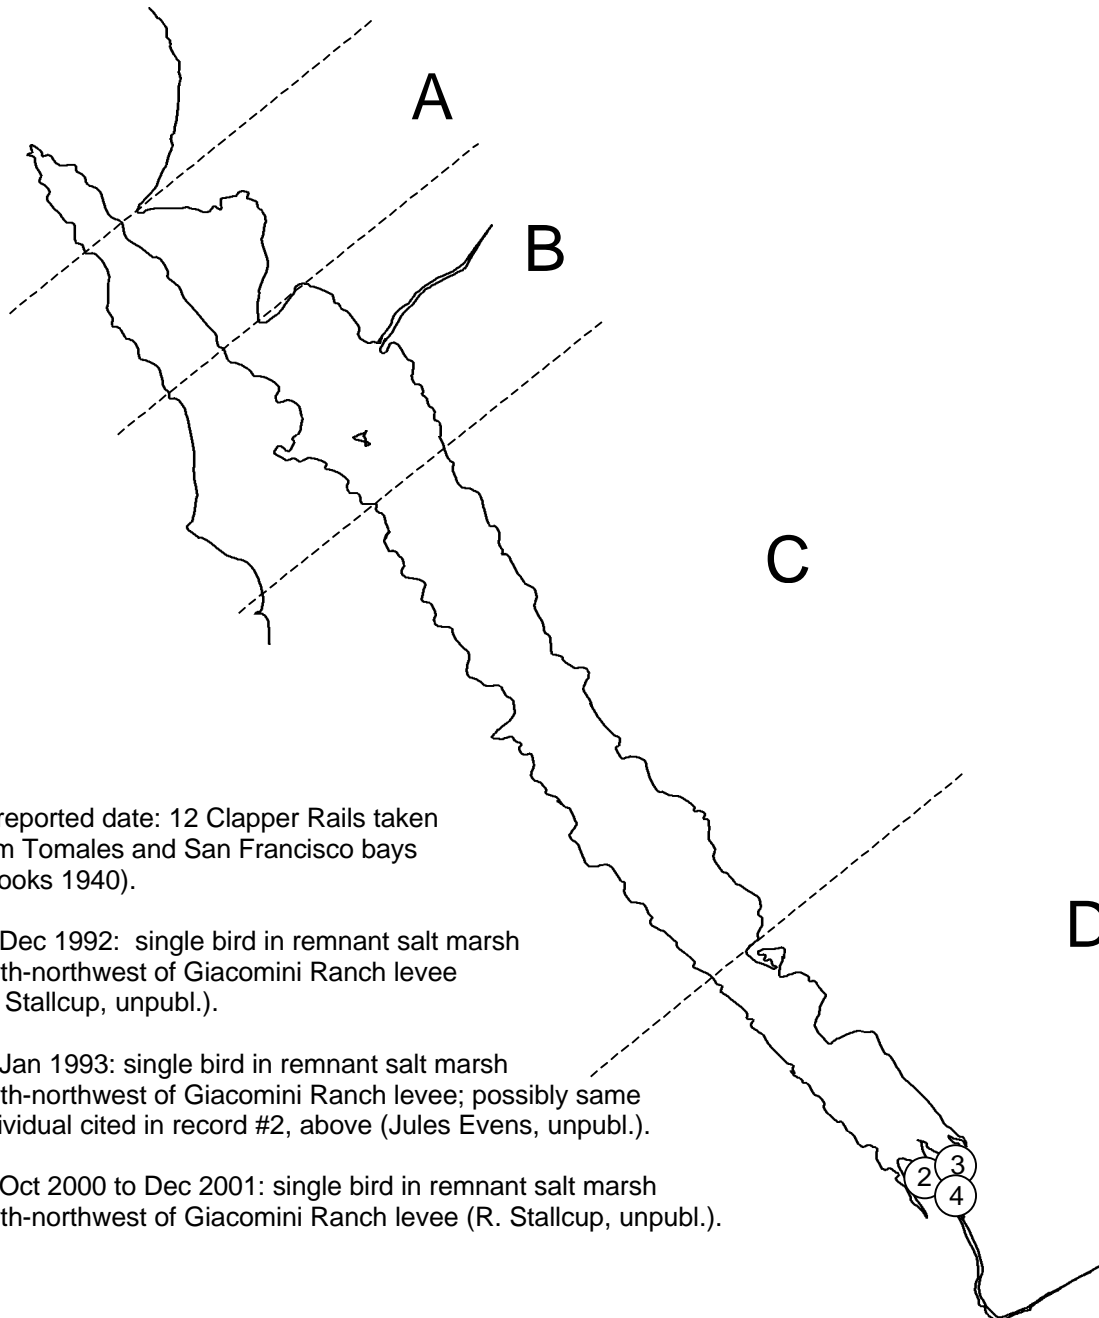 A
B
C
D
reported date: 12 Clapper Rails taken
m Tomales and San Francisco bays
ooks 1940).
Dec 1992: single bird in remnant salt marsh
th-northwest of Giacomini Ranch levee
Stallcup, unpubl.).
Jan 1993: single bird in remnant salt marsh
th-northwest of Giacomini Ranch levee; possibly same
ividual cited in record #2, above (Jules Evens, unpubl.).
Oct 2000 to Dec 2001: single bird in remnant salt marsh
th-northwest of Giacomini Ranch levee (R. Stallcup, unpubl.).
3
2
4